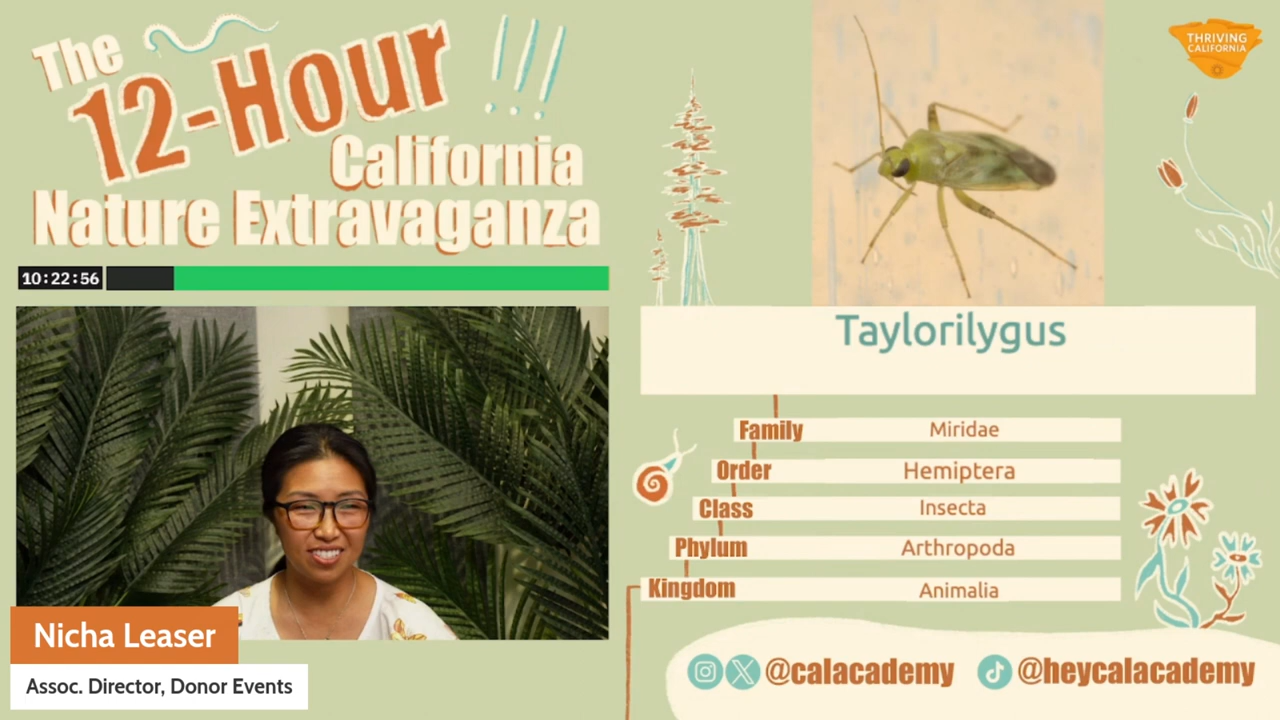 The
12-Hour
!!!
California
Nature Extravaganza
10:22:56
Nicha Leaser
Assoc. Director, Donor Events
THRIVING
CALIFORNIA
Taylorilygus
Family Miridae
Order Hemiptera
Class Insecta
Phylum Arthropoda
Kingdom Animalia
@calacademy @heycalacademy